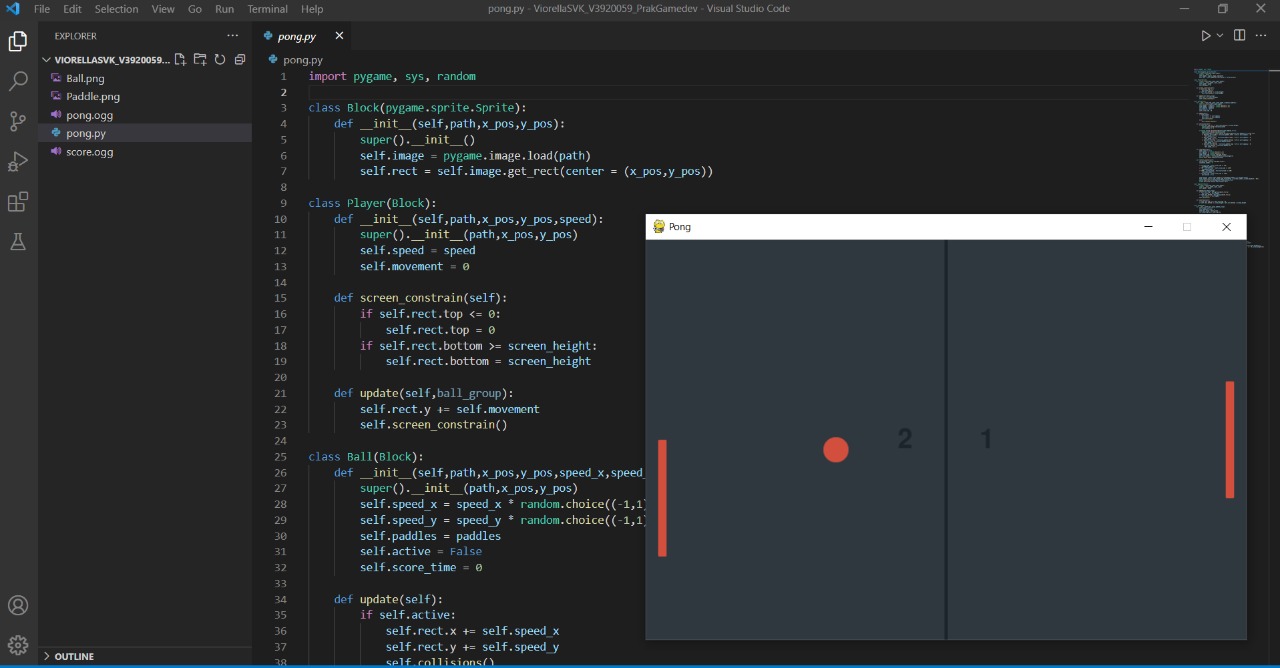 File Edit Selection View Go Run Terminal Help
pong.py - ViorellaSVK_V3920059_PrakGamedev - Visual Studio Code
EXPLORER
VIORELLASVK_V3920059...
Ball.png
Paddle.png
pong.ogg
pong.py
score.ogg
OUTLINE
pong.py
pong.py
1 import pygame, sys, random
2
3 class Block(pygame.sprite.Sprite):
4 def __init__(self,path,x_pos,y_pos):
5 super().__init__()
6 self.image = pygame.image.load(path)
7 self.rect = self.image.get_rect(center = (x_pos,y_pos))
8
9 class Player(Block):
10 def __init__(self,path,x_pos,y_pos,speed):
11 super().__init__(path,x_pos,y_pos)
12 self.speed = speed
13 self.movement = 0
14
15 def screen_constrain(self):
16 if self.rect.top <= 0:
17 self.rect.top = 0
18 if self.rect.bottom >= screen_height:
19 self.rect.bottom = screen_height
20
21 def update(self,ball_group):
22 self.rect.y += self.movement
23 self.screen_constrain()
24
25 class Ball(Block):
26 def __init__(self,path,x_pos,y_pos,speed_x,speed_
27 super().__init__(path,x_pos,y_pos)
28 self.speed_x = speed_x * random.choice((-1,1)
29 self.speed_y = speed_y * random.choice((-1,1)
30 self.paddles = paddles
31 self.active = False
32 self.score_time = 0
33
34 def update(self):
35 if self.active:
36 self.rect.x += self.speed_x
37 self.rect.y += self.speed_y
38 self.collisions()
Pong
2 1